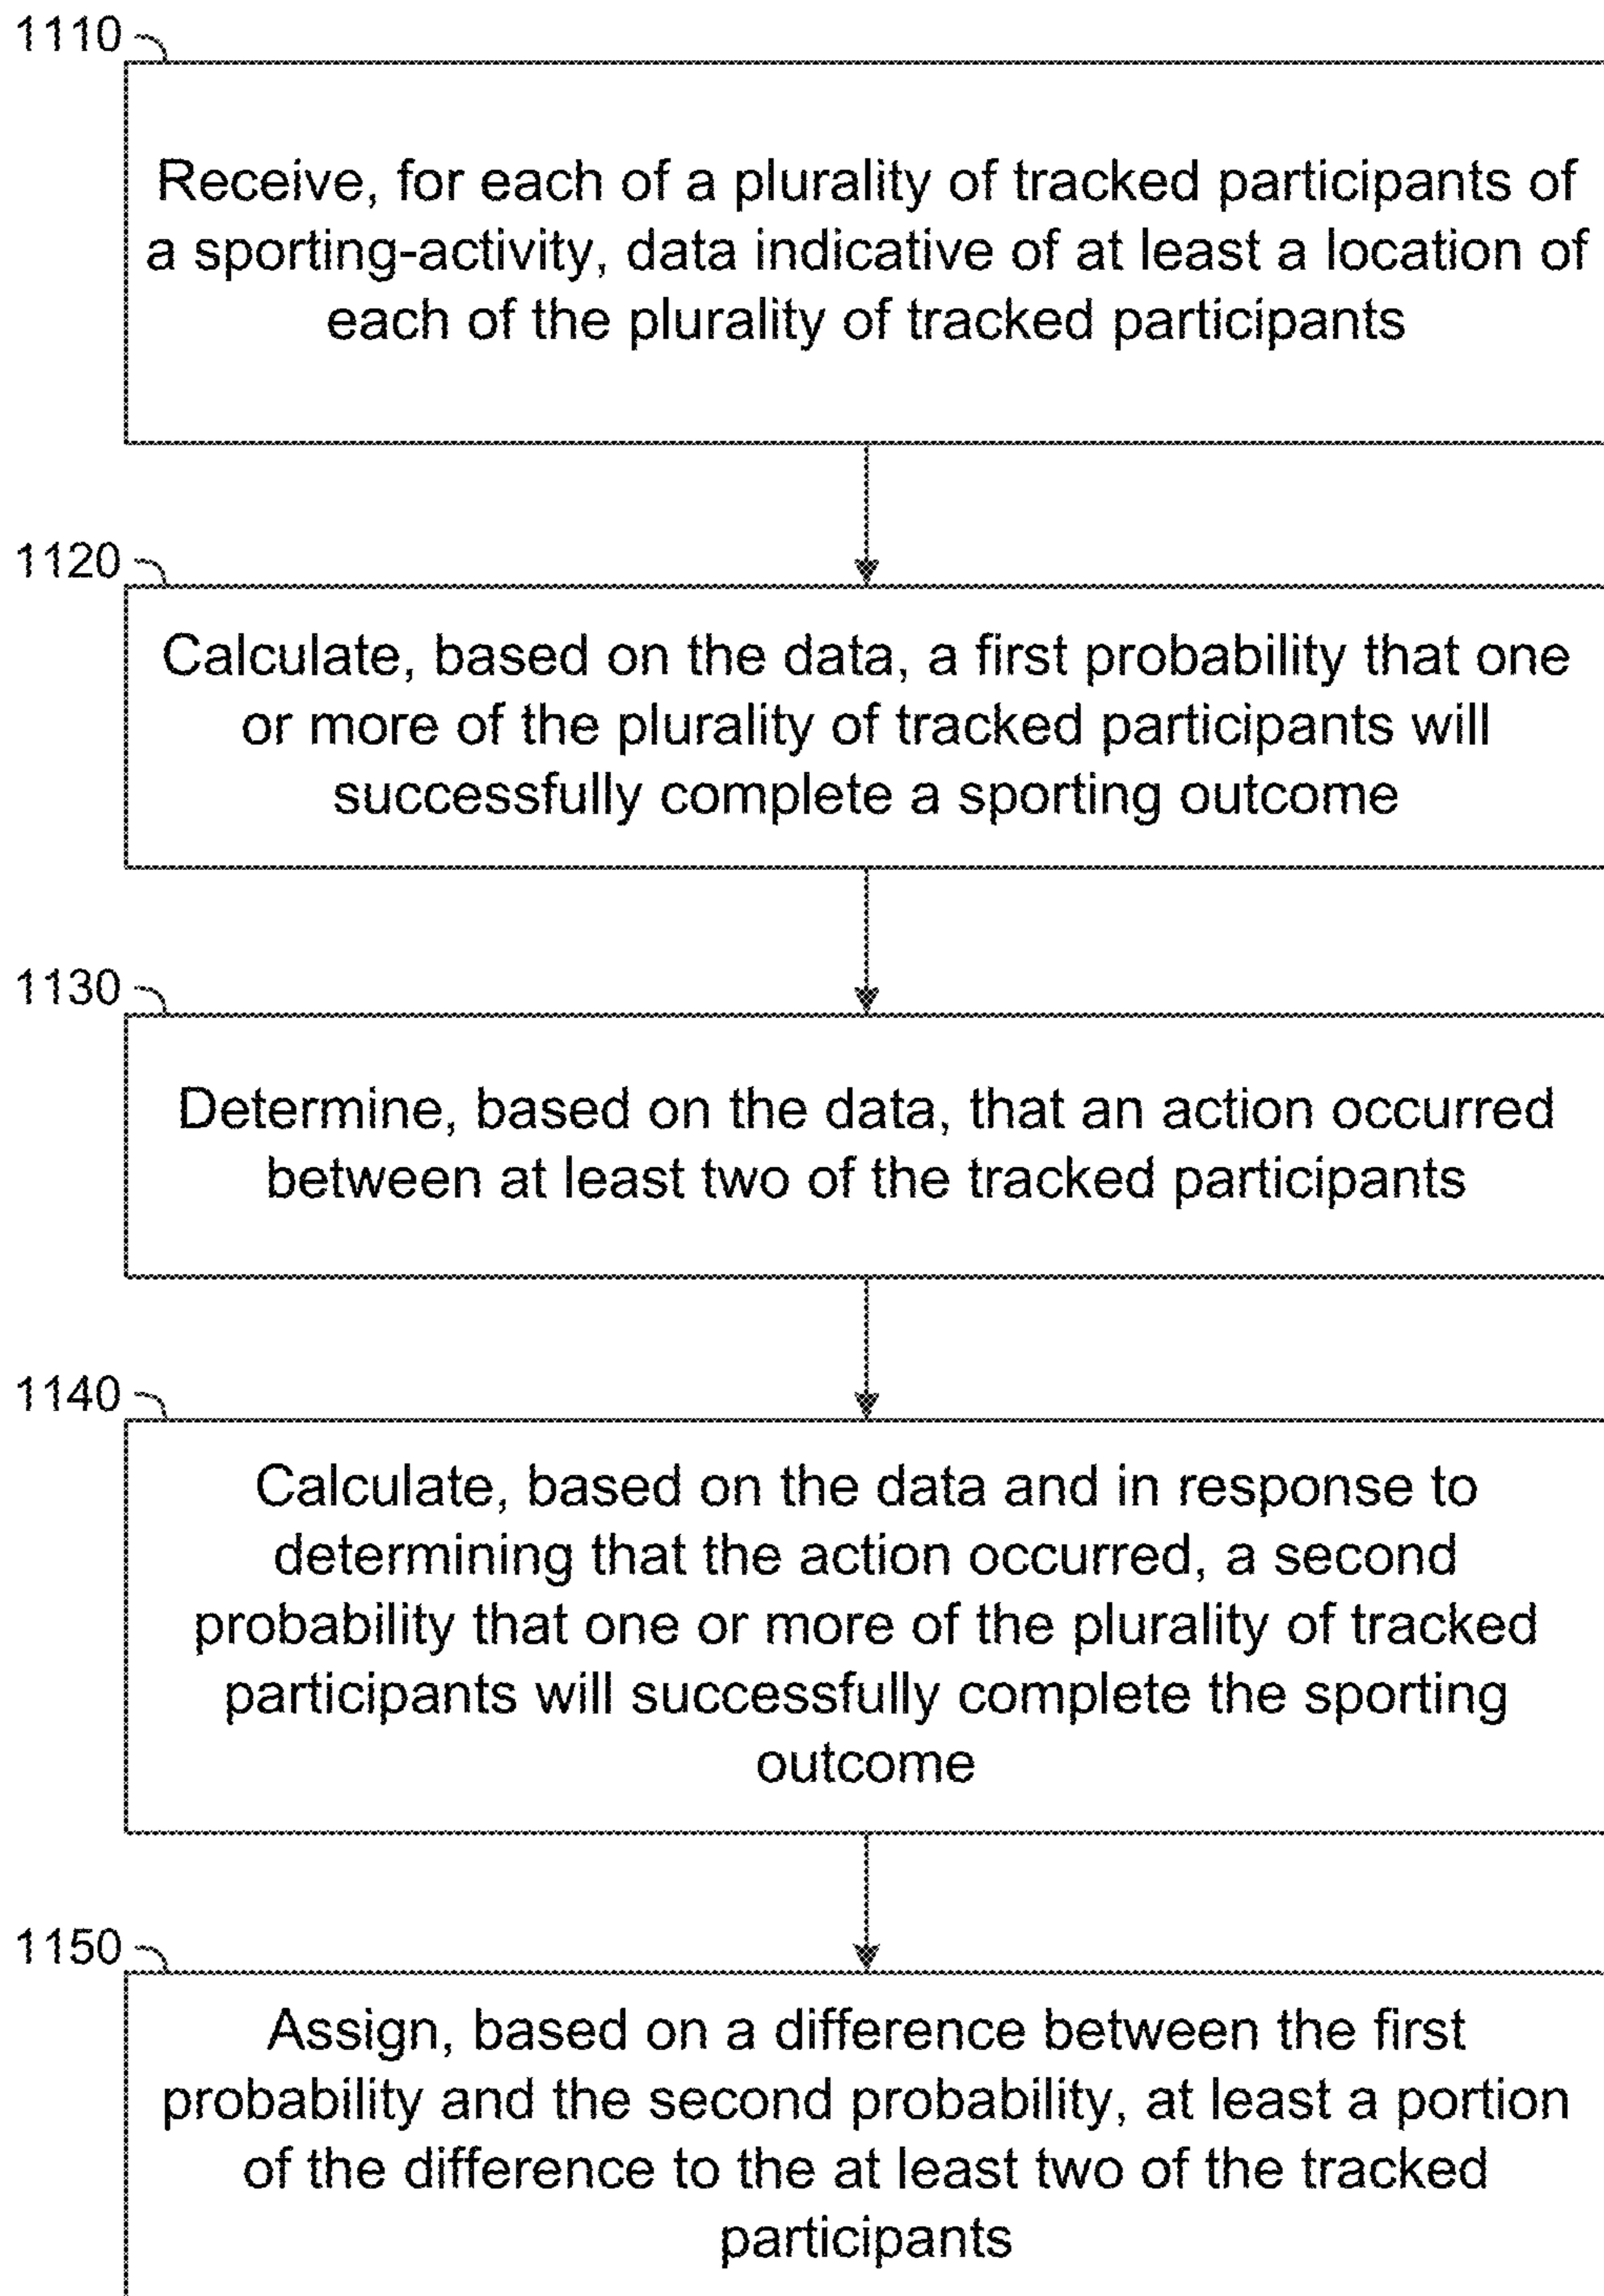 1110
Receive, for each of a plurality of tracked participants of
a sporting-activity, data indicative of at least a location of
each of the plurality of tracked participants
1120
Calculate, based on the data, a first probability that one
or more of the plurality of tracked participants will
successfully complete a sporting outcome
1130
Determine, based on the data, that an action occurred
between at least two of the tracked participants
1140
Calculate, based on the data and in response to
determining that the action occurred, a second
probability that one or more of the plurality of tracked
participants will successfully complete the sporting
outcome
1150
Assign, based on a difference between the first
probability and the second probability, at least a portion
of the difference to the at least two of the tracked
participants